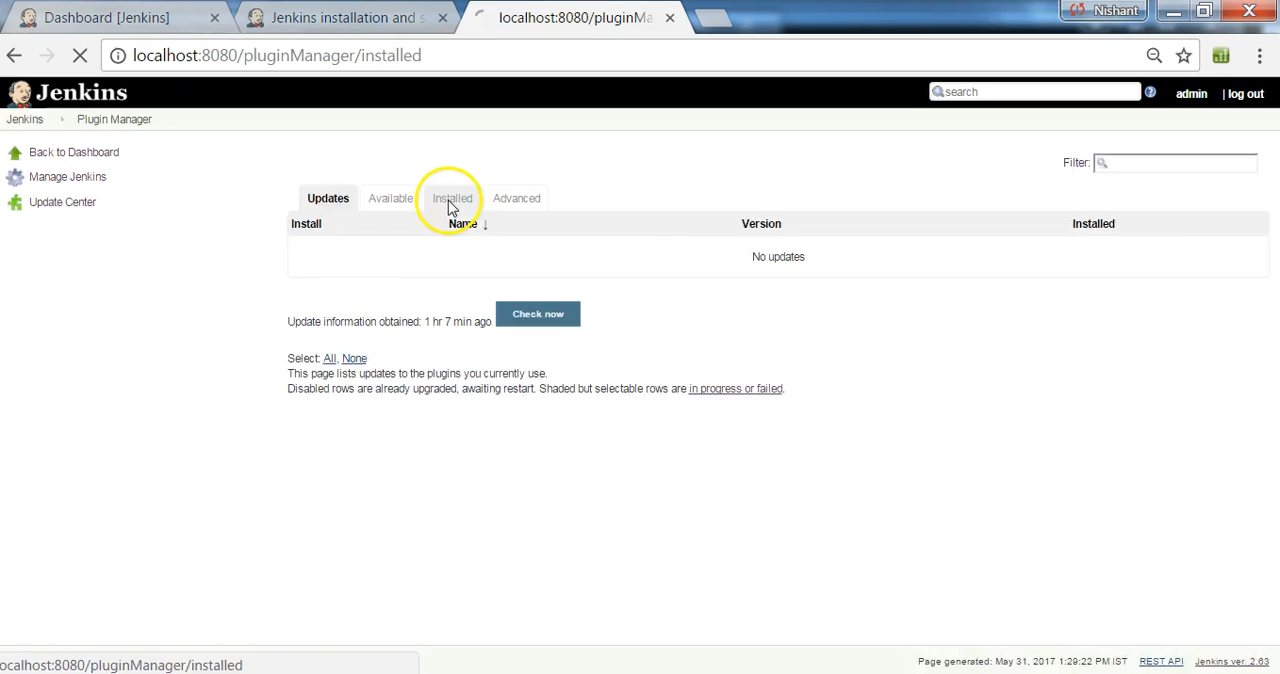 Dashboard [Jenkins]
Jenkins installation and s
localhost:8080/pluginMa
Nishant
localhost:8080/pluginManager/installed
Jenkins
search
admin
| log out
Jenkins
Plugin Manager
Back to Dashboard
Manage Jenkins
Update Center
Filter:
Updates
Available
Installed
Advanced
Install
Name ↓
Version
Installed
No updates
Update information obtained: 1 hr 7 min ago
Check now
Select: All, None
This page lists updates to the plugins you currently use.
Disabled rows are already upgraded, awaiting restart. Shaded but selectable rows are in progress or failed.
ocalhost:8080/pluginManager/installed
Page generated: May 31, 2017 1:29:22 PM IST
REST API
Jenkins ver. 2.63